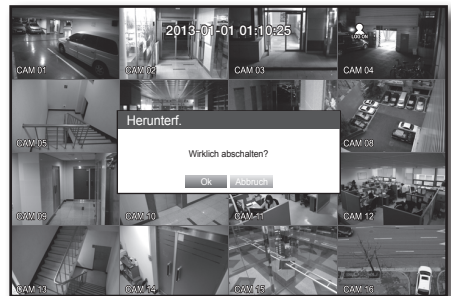 2013-01-01 01:10:25
LOG ON
CAM 01
CAM 02
CAM 03
CAM 04
Herunterf.
Wirklich abschalten?
Ok
Abbruch
CAM 05
CAM 08
CAM 09
CAM 10
CAM 11
CAM 12
CAM 13
CAM 14
CAM 15
CAM 16